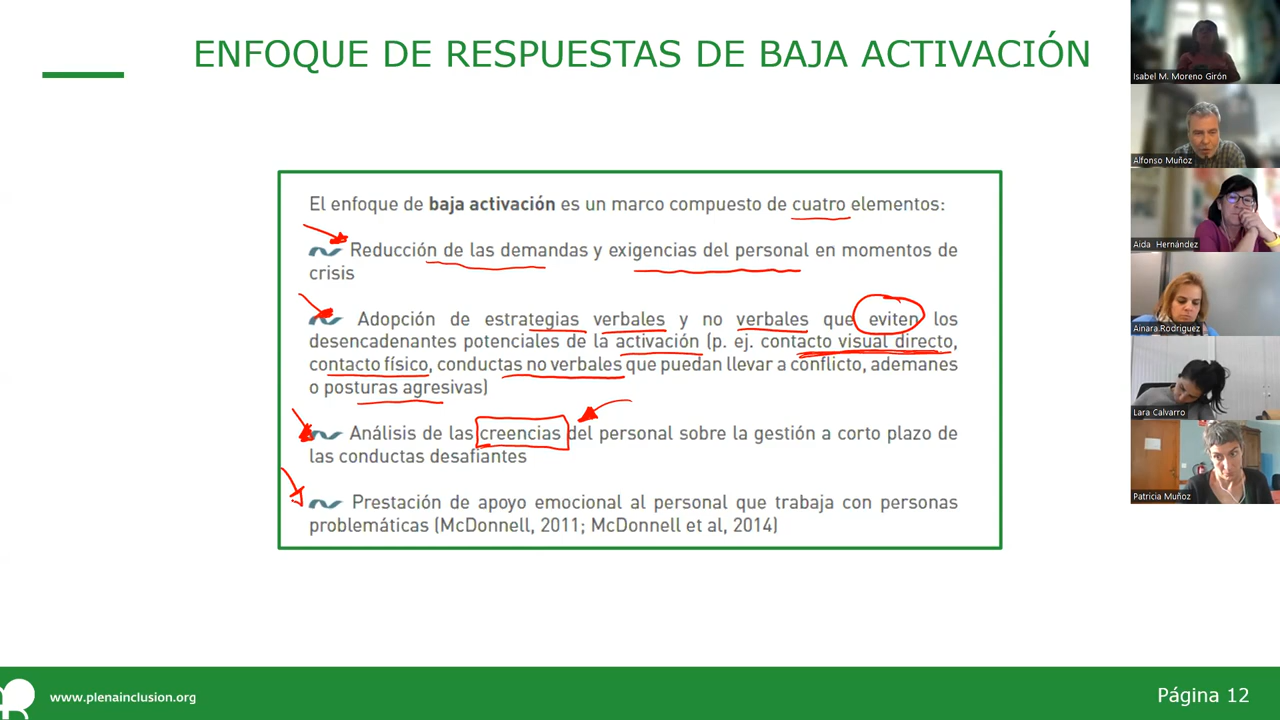 ENFOQUE DE RESPUESTAS DE BAJA ACTIVACIÓN
El enfoque de baja activación es un marco compuesto de cuatro elementos:
Reducción de las demandas y exigencias del personal en momentos de
crisis
Adopción de estrategias verbales y no verbales que eviten los
desencadenantes potenciales de la activación (p. ej. contacto visual directo,
contacto físico, conductas no verbales que puedan llevar a conflicto, ademanes
o posturas agresivas)
Análisis de las creencias del personal sobre la gestión a corto plazo de
las conductas desafiantes
Prestación de apoyo emocional al personal que trabaja con personas
problemáticas (McDonnell, 2011; McDonnell et al, 2014)
www.plenainclusion.org
Página 12
Isabel M. Moreno Girón
Alfonso Muñoz
Aida Hernández
Ainara.Rodriguez
Lara Calvarro
Patricia Muñoz